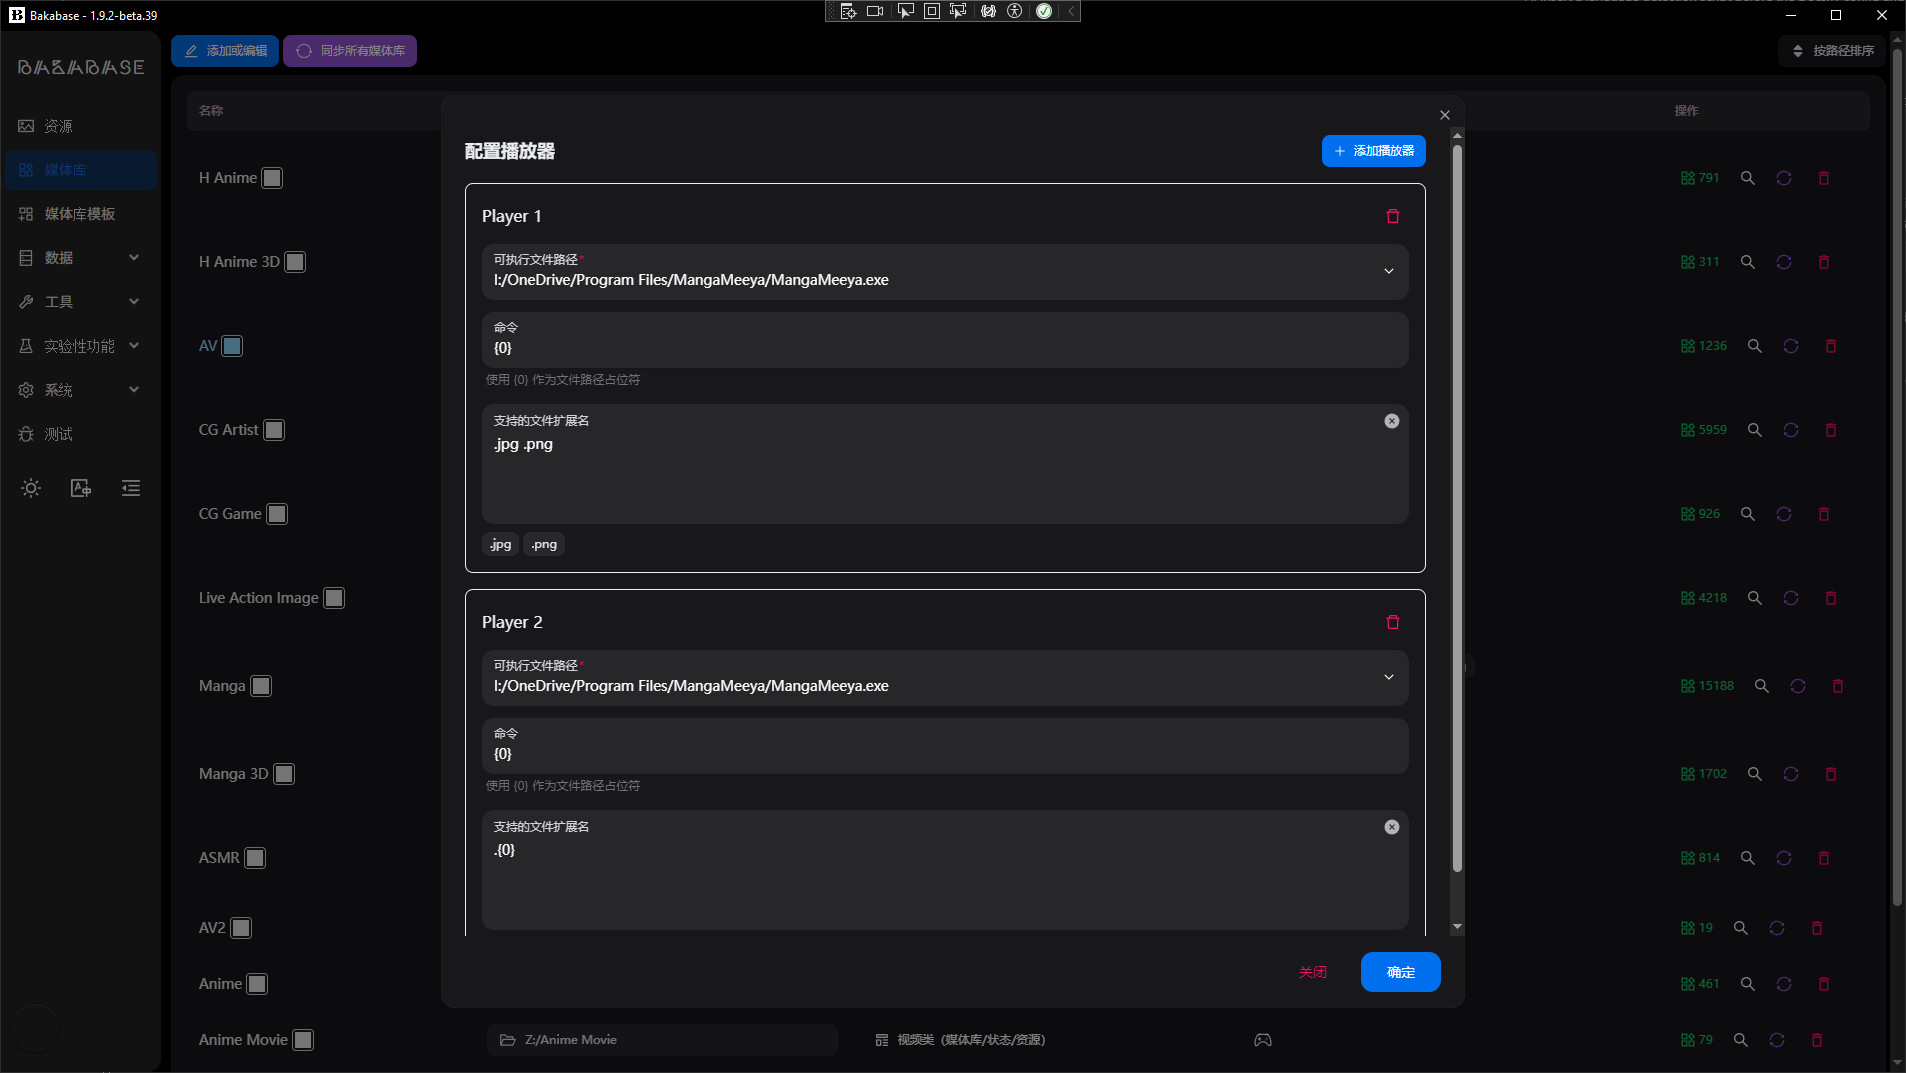 Bakabase - 1.9.2-beta.39
BAKABASE
添加或编辑
同步所有媒体库
按路径排序
资源
媒体库
媒体库模板
数据
工具
实验性功能
系统
测试
名称
操作
H Anime
791
H Anime 3D
311
AV
1236
CG Artist
5959
CG Game
926
Live Action Image
4218
Manga
15188
Manga 3D
1702
ASMR
814
AV2
19
Anime
461
Anime Movie
Z:/Anime Movie
视频类 (媒体库/状态/资源)
79
配置播放器
添加播放器
Player 1
可执行文件路径*
I:/OneDrive/Program Files/MangaMeeya/MangaMeeya.exe
命令
{0}
使用 {0} 作为文件路径占位符
支持的文件扩展名
.jpg .png
.jpg
.png
Player 2
可执行文件路径*
I:/OneDrive/Program Files/MangaMeeya/MangaMeeya.exe
命令
{0}
使用 {0} 作为文件路径占位符
支持的文件扩展名
.{0}
关闭
确定